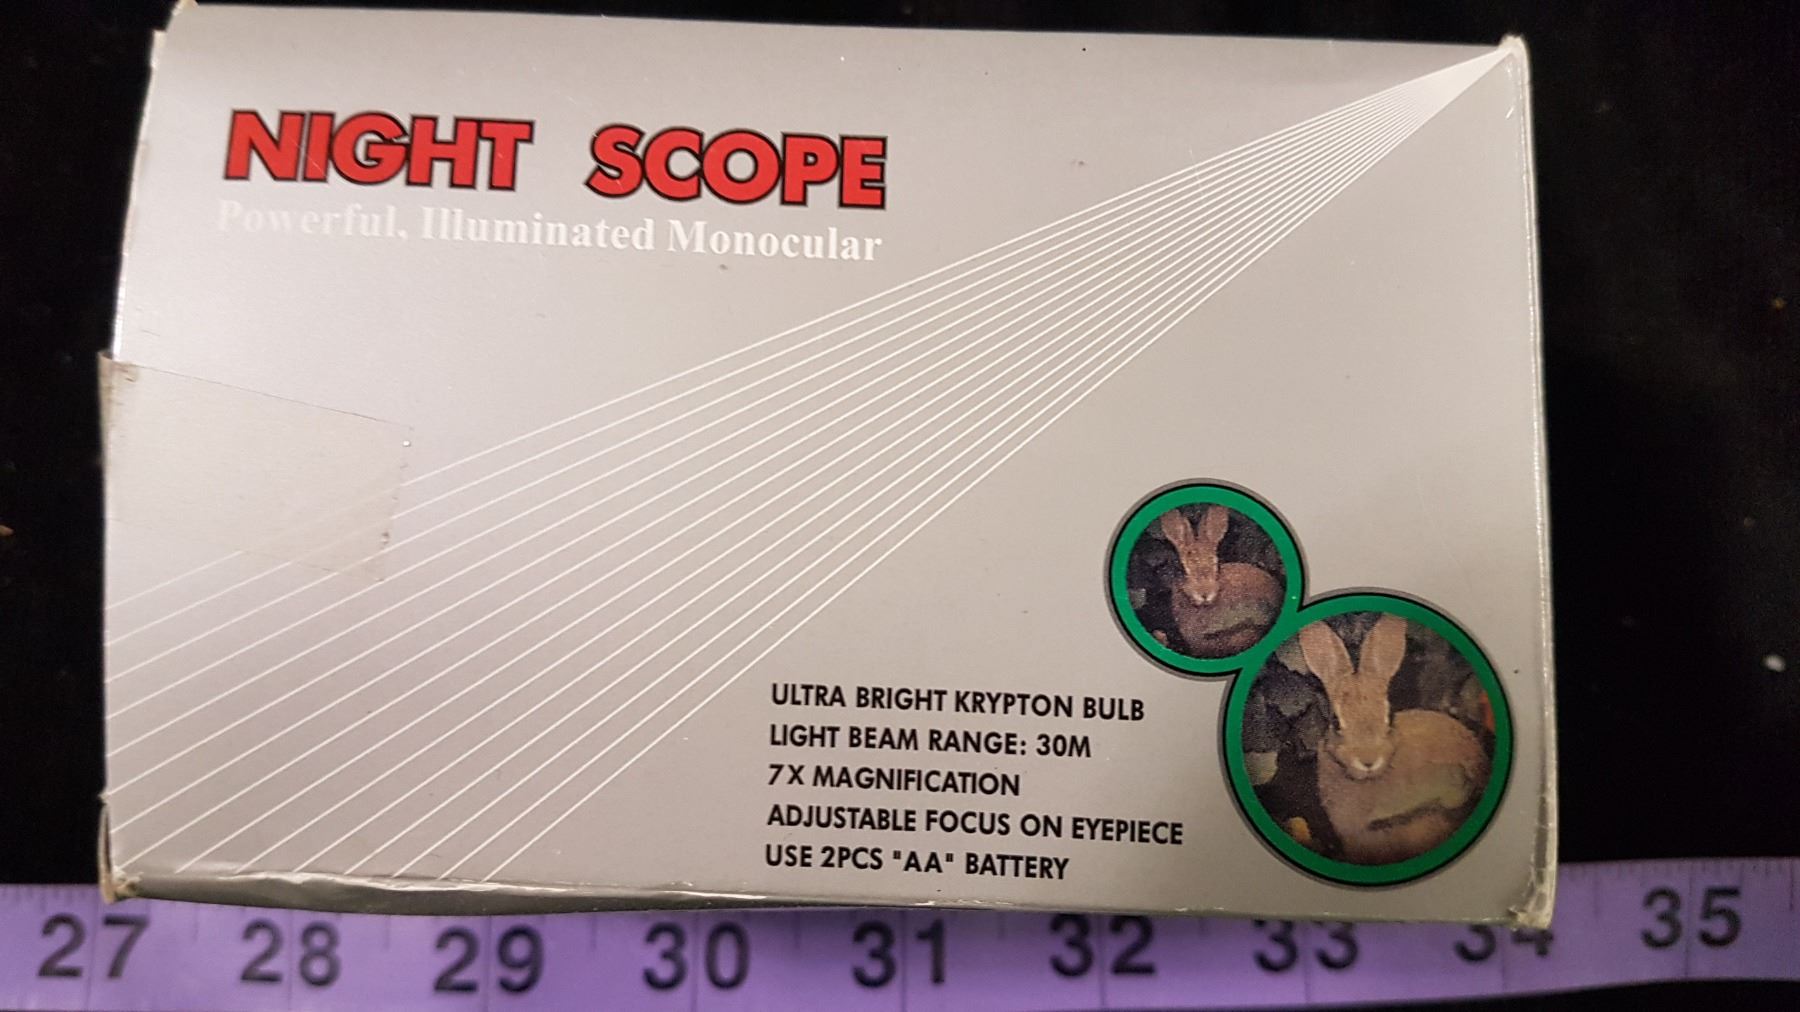 NIGHT SCOPE
Powerful, Illuminated Monocular
ULTRA BRIGHT KRYPTON BULB
LIGHT BEAM RANGE: 30M
7X MAGNIFICATION
ADJUSTABLE FOCUS ON EYEPIECE
USE 2PCS "AA" BATTERY
27 28 29 30 31 32 33 34 35